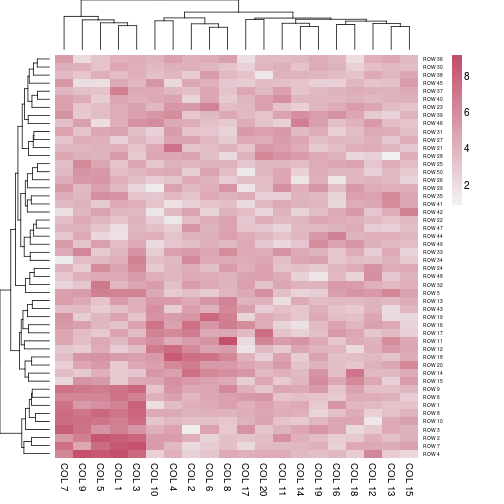 ROW 36
ROW 30
ROW 38
ROW 45
ROW 37
ROW 40
ROW 23
ROW 39
ROW 46
ROW 31
ROW 27
ROW 21
ROW 28
ROW 25
ROW 50
ROW 26
ROW 29
ROW 35
ROW 41
ROW 42
ROW 22
ROW 47
ROW 44
ROW 49
ROW 33
ROW 34
ROW 24
ROW 48
ROW 32
ROW 5
ROW 13
ROW 43
ROW 19
ROW 16
ROW 17
ROW 11
ROW 12
ROW 18
ROW 20
ROW 14
ROW 15
ROW 9
ROW 6
ROW 1
ROW 8
ROW 10
ROW 3
ROW 2
ROW 7
ROW 4
8
6
4
2
COL 7
COL 9
COL 5
COL 1
COL 3
COL 10
COL 4
COL 2
COL 6
COL 8
COL 17
COL 20
COL 11
COL 14
COL 19
COL 16
COL 18
COL 12
COL 13
COL 15